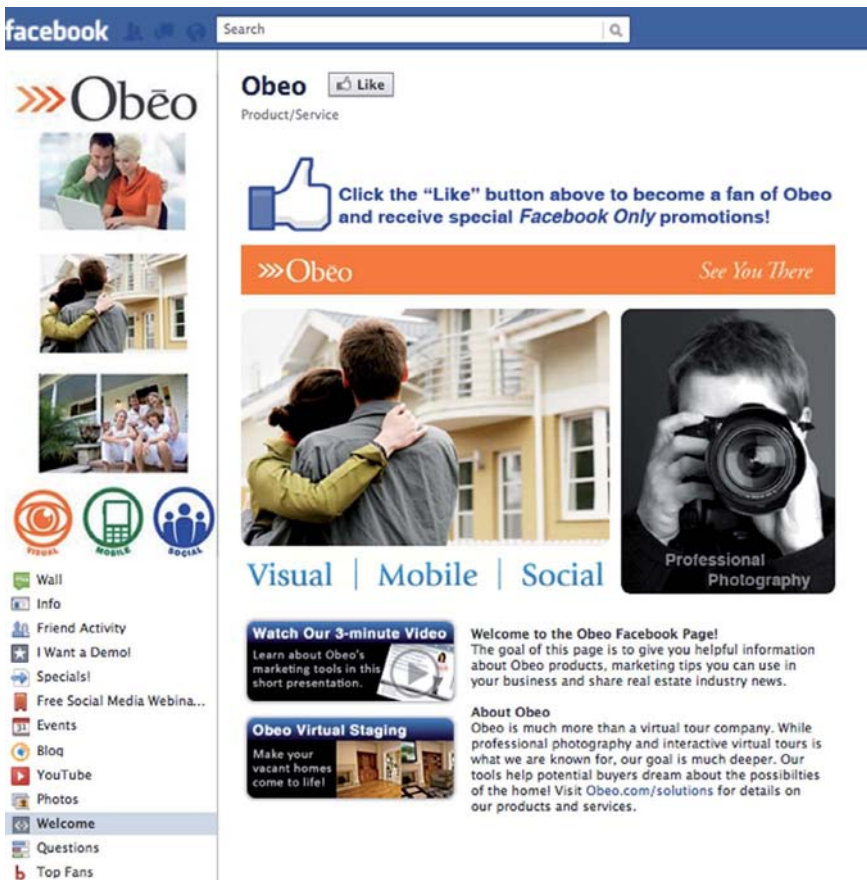 facebook
Search
Obēo
VISUAL
MOBILE
SOCIAL
Wall
Info
Friend Activity
I Want a Demo!
Specials!
Free Social Media Webina...
Events
Blog
YouTube
Photos
Welcome
Questions
Top Fans
Obeo
Like
Product/Service
Click the “Like” button above to become a fan of Obeo
and receive special Facebook Only promotions!
Obēo
See You There
Professional
Photography
Visual | Mobile | Social
Watch Our 3-minute Video
Learn about Obeo's
marketing tools in this
short presentation.
Obeo Virtual Staging
Make your
vacant homes
come to life!
Welcome to the Obeo Facebook Page!
The goal of this page is to give you helpful information
about Obeo products, marketing tips you can use in
your business and share real estate industry news.
About Obeo
Obeo is much more than a virtual tour company. While
professional photography and interactive virtual tours is
what we are known for, our goal is much deeper. Our
tools help potential buyers dream about the possibilties
of the home! Visit Obeo.com/solutions for details on
our products and services.